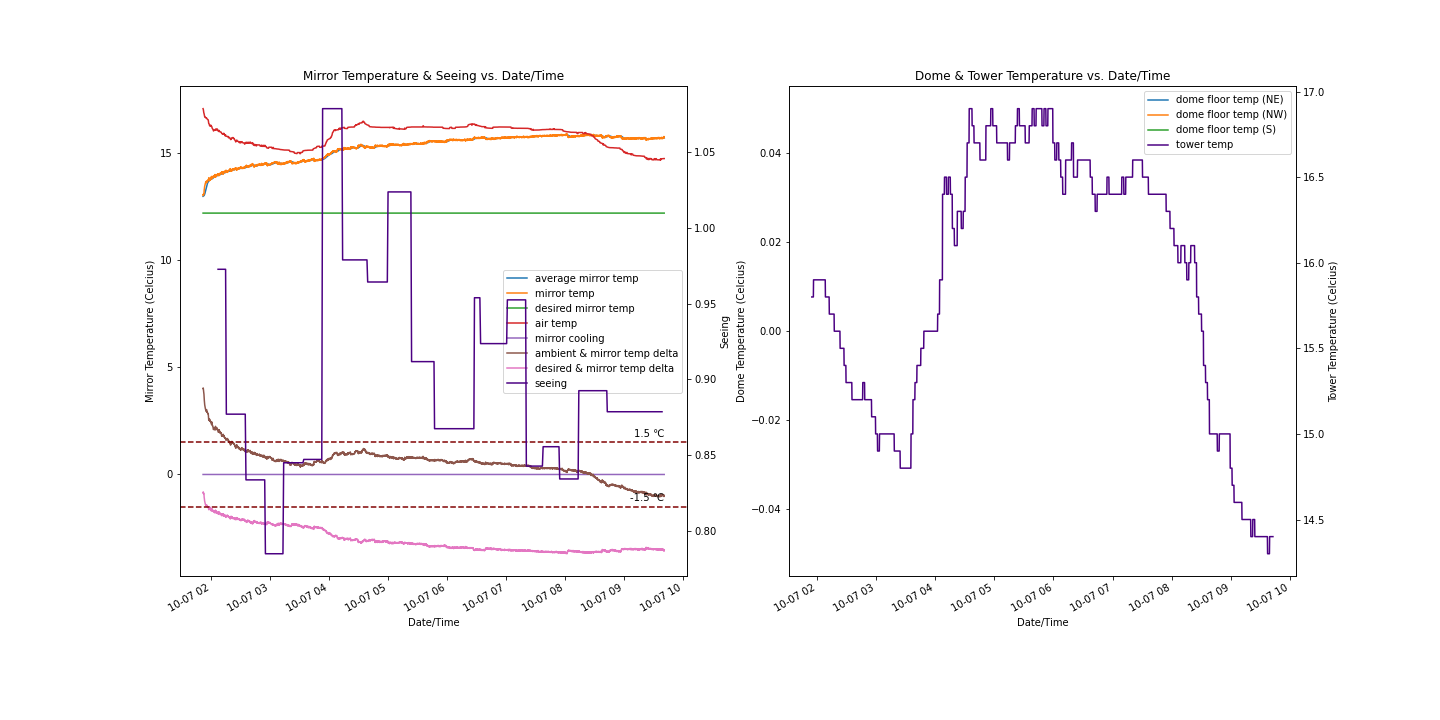 Mirror Temperature & Seeing vs. Date/Time
Mirror Temperature (Celcius)
15
10
5
0
1.05
1.00
0.95
0.90
0.85
0.80
Seeing
average mirror temp
mirror temp
desired mirror temp
air temp
mirror cooling
ambient & mirror temp delta
desired & mirror temp delta
seeing
1.5 °C
-1.5 °C
10-07 02
10-07 03
10-07 04
10-07 05
10-07 06
10-07 07
10-07 08
10-07 09
10-07 10
Date/Time
Dome & Tower Temperature vs. Date/Time
Dome Temperature (Celcius)
0.04
0.02
0.00
−0.02
−0.04
dome floor temp (NE)
dome floor temp (NW)
dome floor temp (S)
tower temp
17.0
16.5
16.0
15.5
15.0
14.5
Tower Temperature (Celcius)
10-07 02
10-07 03
10-07 04
10-07 05
10-07 06
10-07 07
10-07 08
10-07 09
10-07 10
Date/Time